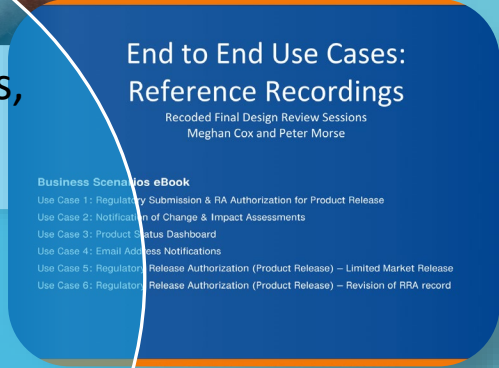 s,
End to End Use Cases:
Reference Recordings
Recoded Final Design Review Sessions
Meghan Cox and Peter Morse
Business Scenarios eBook
Use Case 1: Regulatory Submission & RA Authorization for Product Release
Use Case 2: Notification of Change & Impact Assessments
Use Case 3: Product Status Dashboard
Use Case 4: Email Address Notifications
Use Case 5: Regulatory Release Authorization (Product Release) – Limited Market Release
Use Case 6: Regulatory Release Authorization (Product Release) – Revision of RRA record